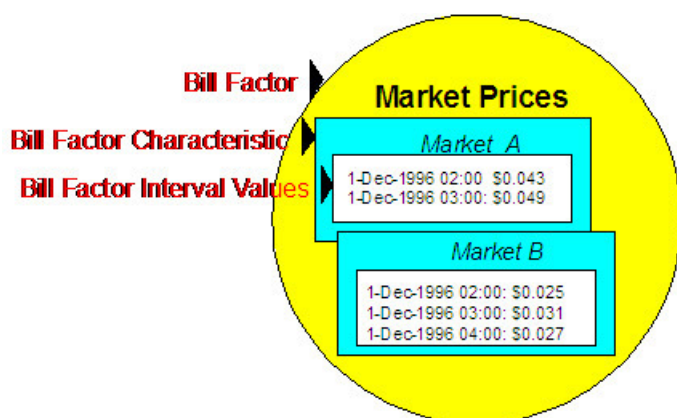 Bill Factor
Market Prices
Bill Factor Characteristic
Market A
Bill Factor Interval Values
1-Dec-1996 02:00 $0.043
1-Dec-1996 03:00: $0.049
Market B
1-Dec-1996 02:00: $0.025
1-Dec-1996 03:00: $0.031
1-Dec-1996 04:00: $0.027